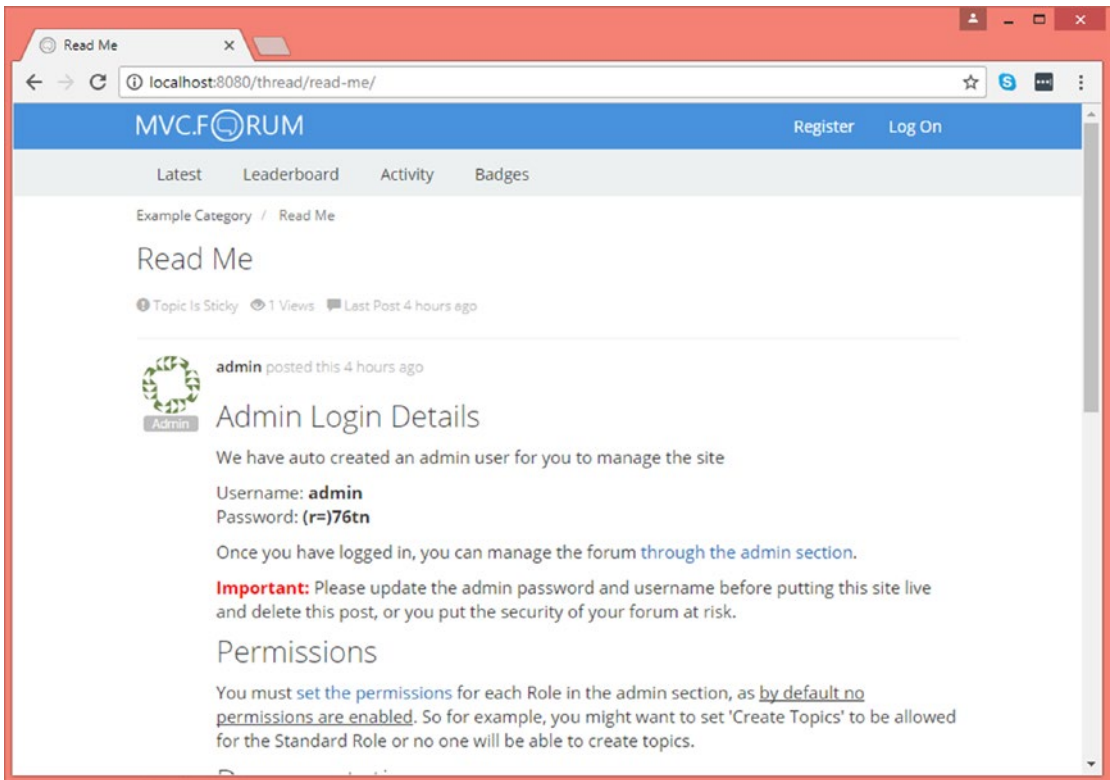 Read Me
localhost:8080/thread/read-me/
MVC.FORUM
Register Log On
Latest Leaderboard Activity Badges
Example Category / Read Me
Read Me
Topic Is Sticky 1 Views Last Post 4 hours ago
admin posted this 4 hours ago
Admin
Admin Login Details
We have auto created an admin user for you to manage the site
Username: admin
Password: (r=)76tn
Once you have logged in, you can manage the forum through the admin section.
Important: Please update the admin password and username before putting this site live
and delete this post, or you put the security of your forum at risk.
Permissions
You must set the permissions for each Role in the admin section, as by default no
permissions are enabled. So for example, you might want to set 'Create Topics' to be allowed
for the Standard Role or no one will be able to create topics.